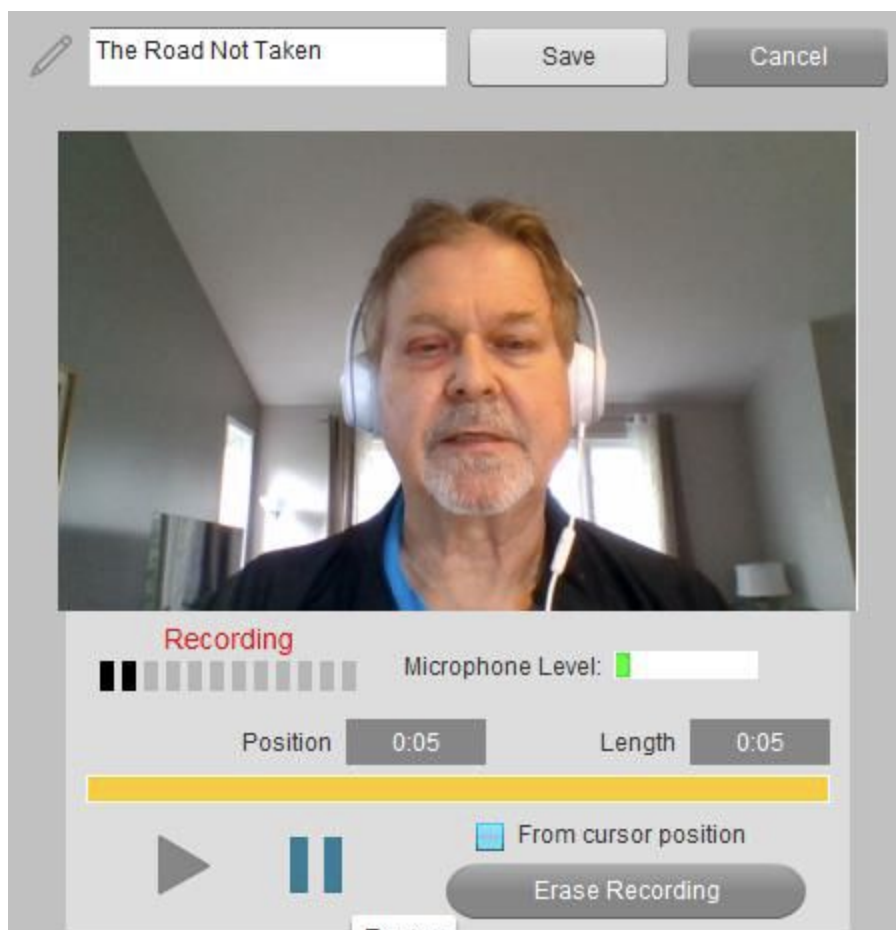 The Road Not Taken
Save
Cancel
Recording
Microphone Level:
Position
0:05
Length
0:05
From cursor position
Erase Recording